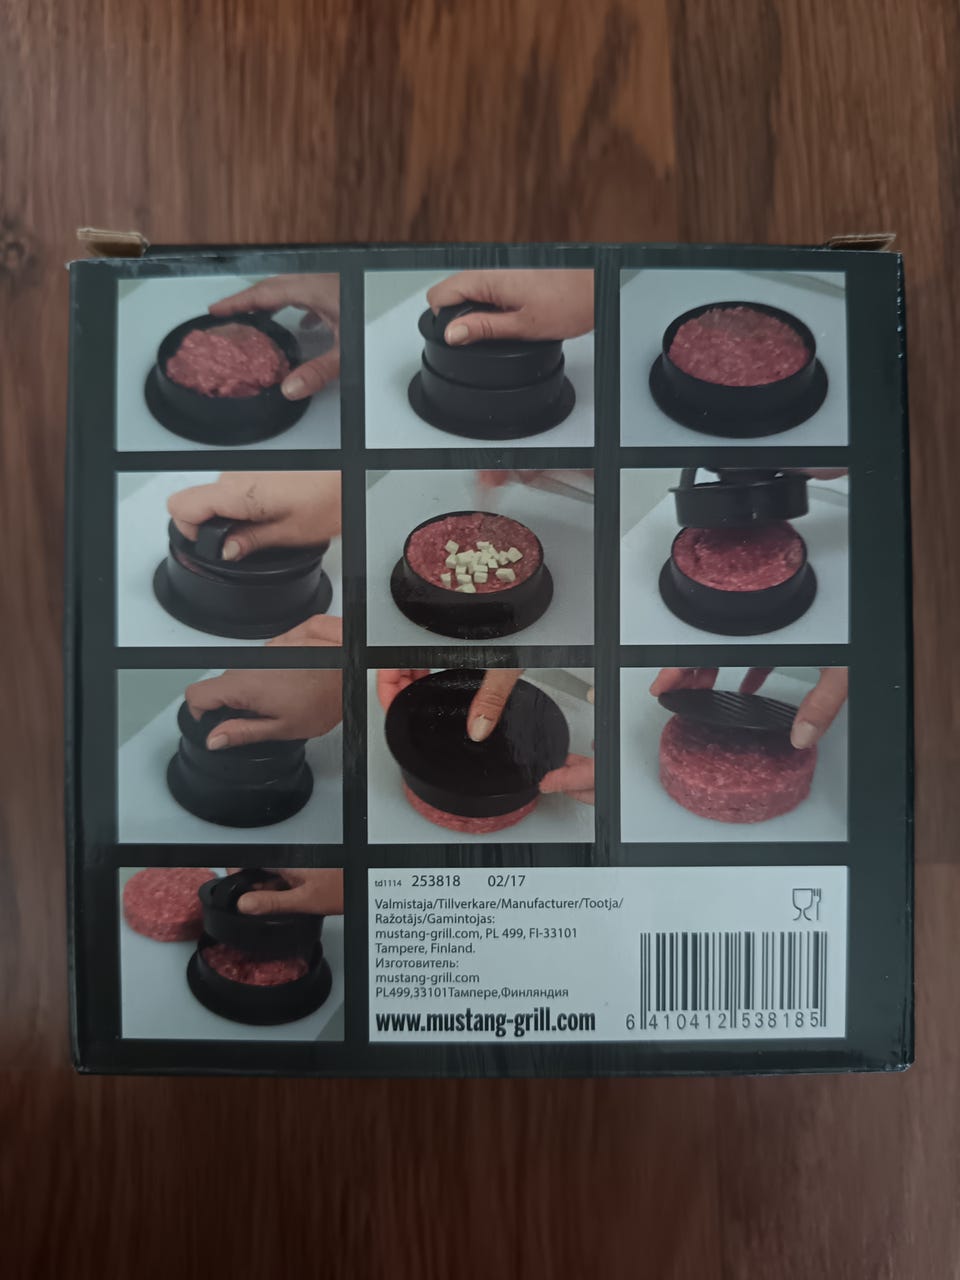 td1114 253818 02/17
Valmistaja/Tillverkare/Manufacturer/Tootja/
Ražotājs/Gamintojas:
mustang-grill.com, PL 499, FI-33101
Tampere, Finland.
Изготовитель:
mustang-grill.com
PL499,33101Тампере,Финляндия
www.mustang-grill.com
6 410412 538185